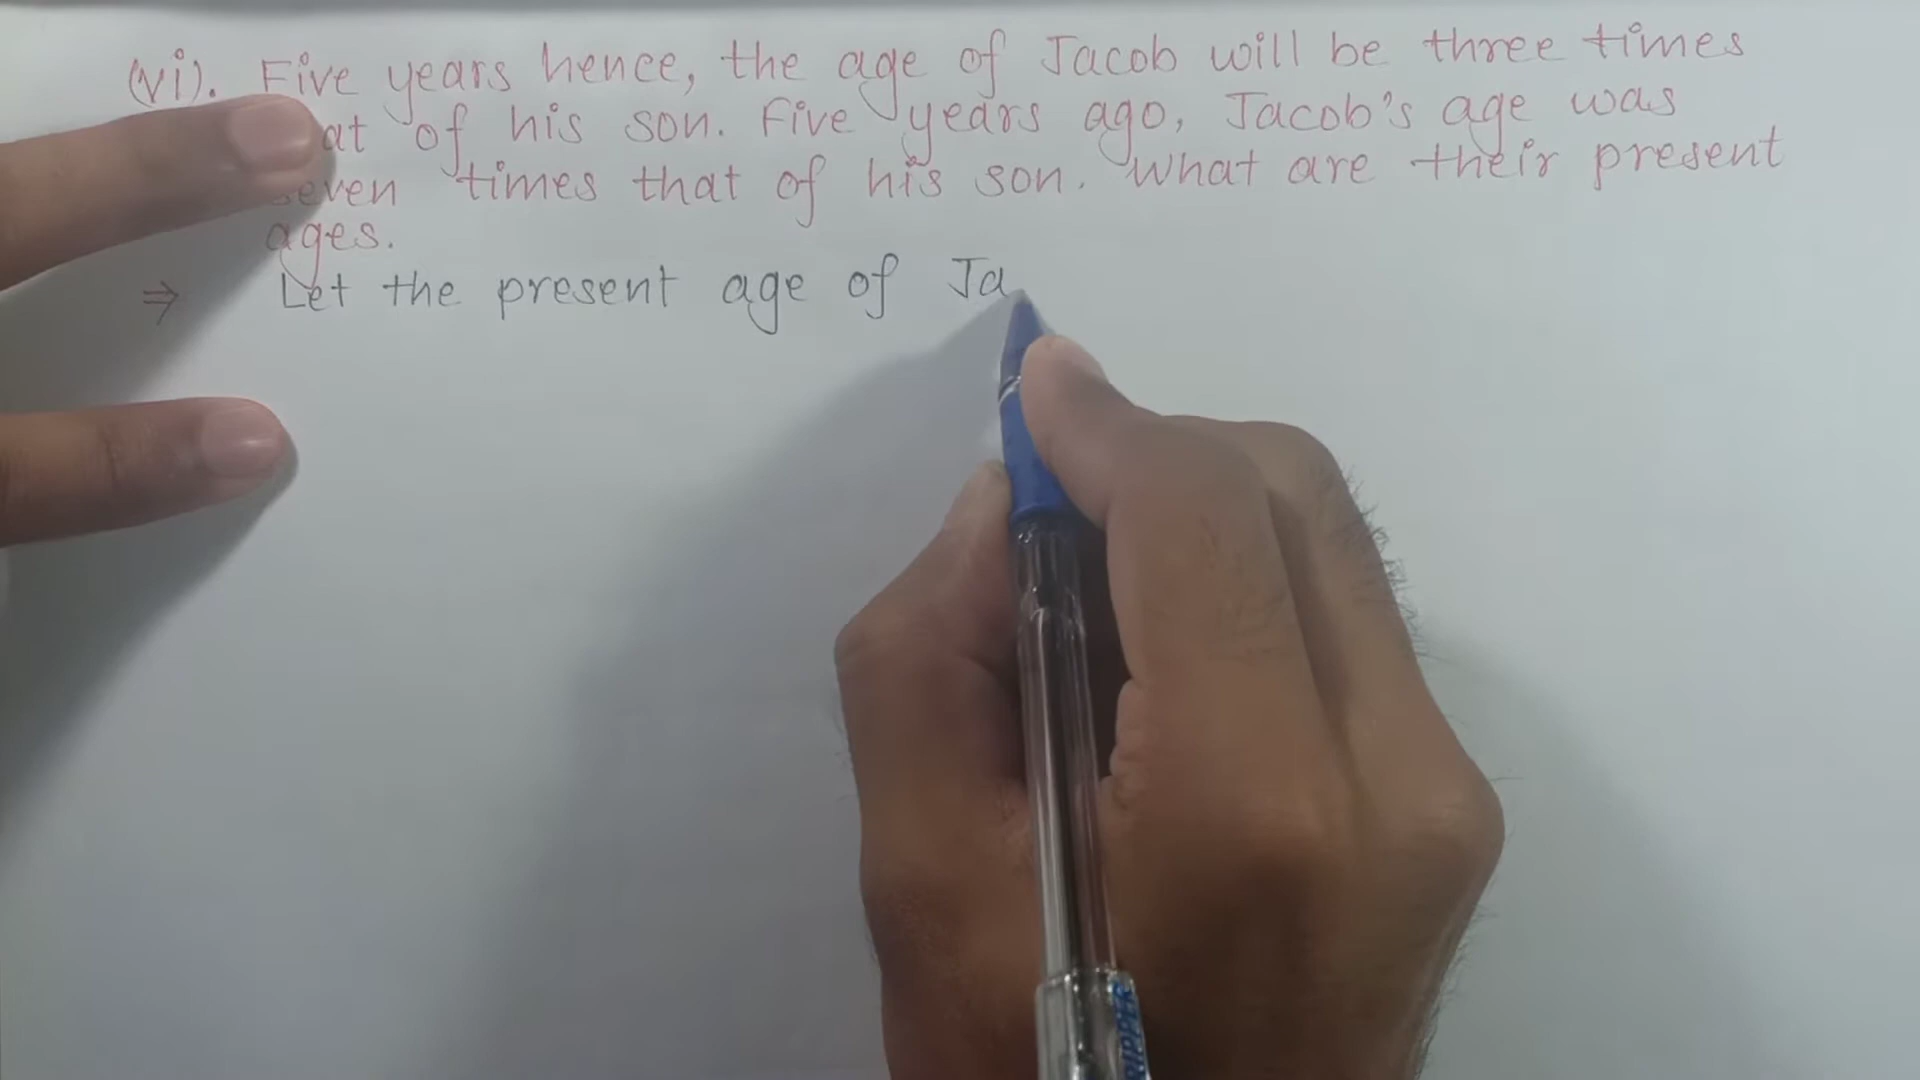 (vi). Five years hence, the age of Jacob will be three times
at of his son. Five years ago, Jacob's age was
seven times that of his son. What are their present
ages.
⇒ Let the present age of Ja